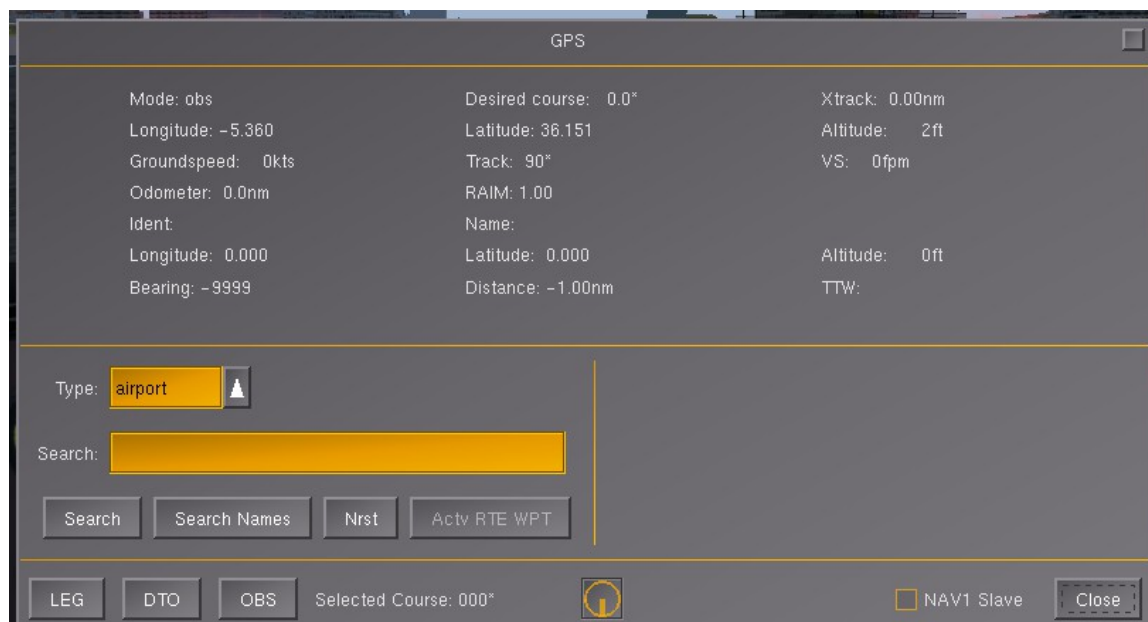 GPS
Mode: obs Desired course: 0.0* Xtrack: 0.00nm
Longitude: -5.360 Latitude: 36.151 Altitude: 2ft
Groundspeed: 0kts Track: 90* VS: 0fpm
Odometer: 0.0nm RAIM: 1.00
Ident: Name:
Longitude: 0.000 Latitude: 0.000 Altitude: 0ft
Bearing: -9999 Distance: -1.00nm TTW:
Type: airport
Search:
Search Search Names Nrst Actv RTE WPT
LEG DTO OBS Selected Course: 000* NAV1 Slave Close